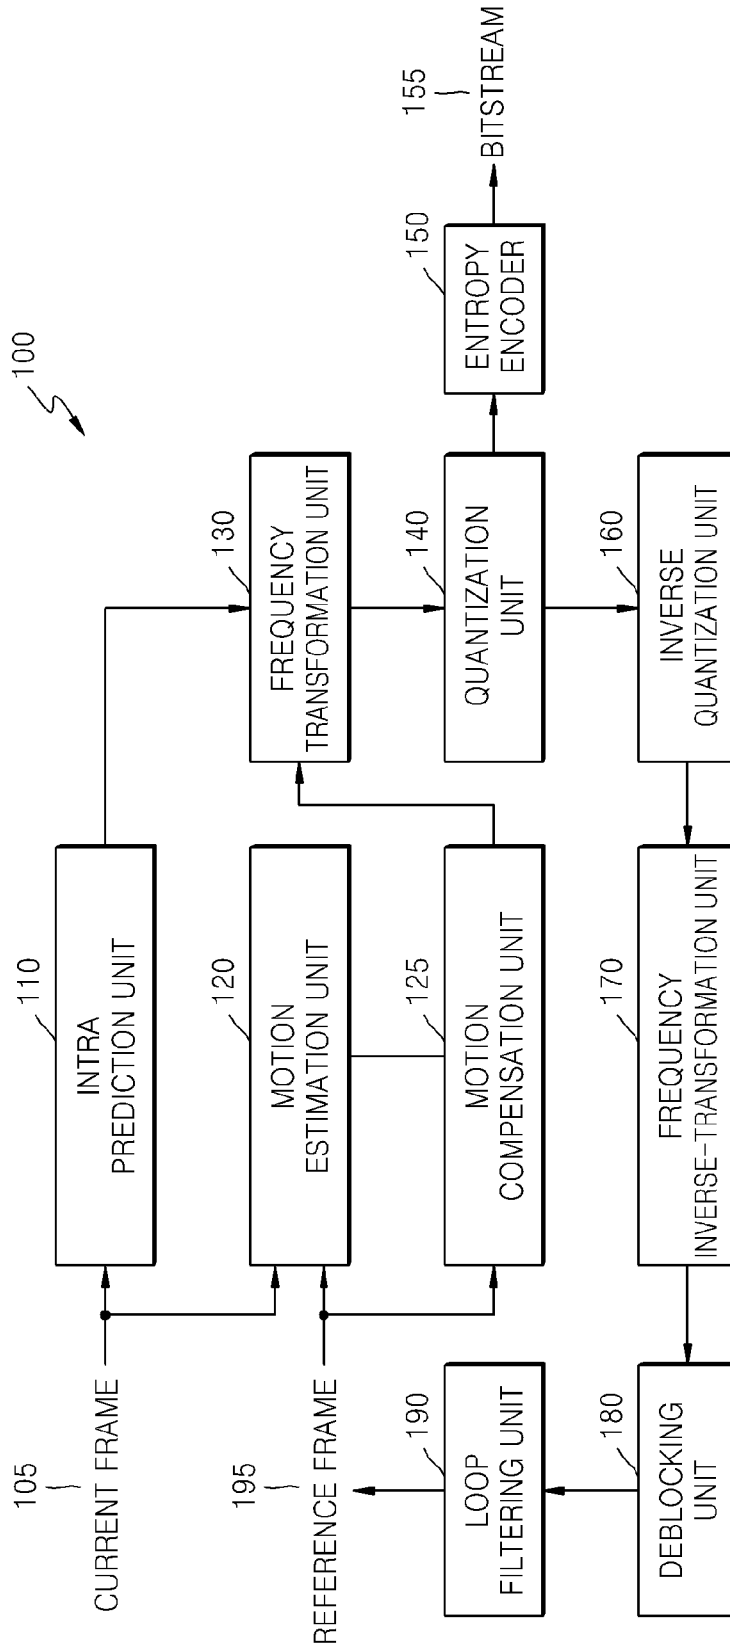 100
105
CURRENT FRAME
110
INTRA
PREDICTION UNIT
195
REFERENCE FRAME
120
MOTION
ESTIMATION UNIT
130
FREQUENCY
TRANSFORMATION UNIT
190
LOOP
FILTERING UNIT
125
MOTION
COMPENSATION UNIT
140
QUANTIZATION
UNIT
150
ENTROPY
ENCODER
155
BITSTREAM
180
DEBLOCKING
UNIT
170
FREQUENCY
INVERSE-TRANSFORMATION UNIT
160
INVERSE
QUANTIZATION UNIT